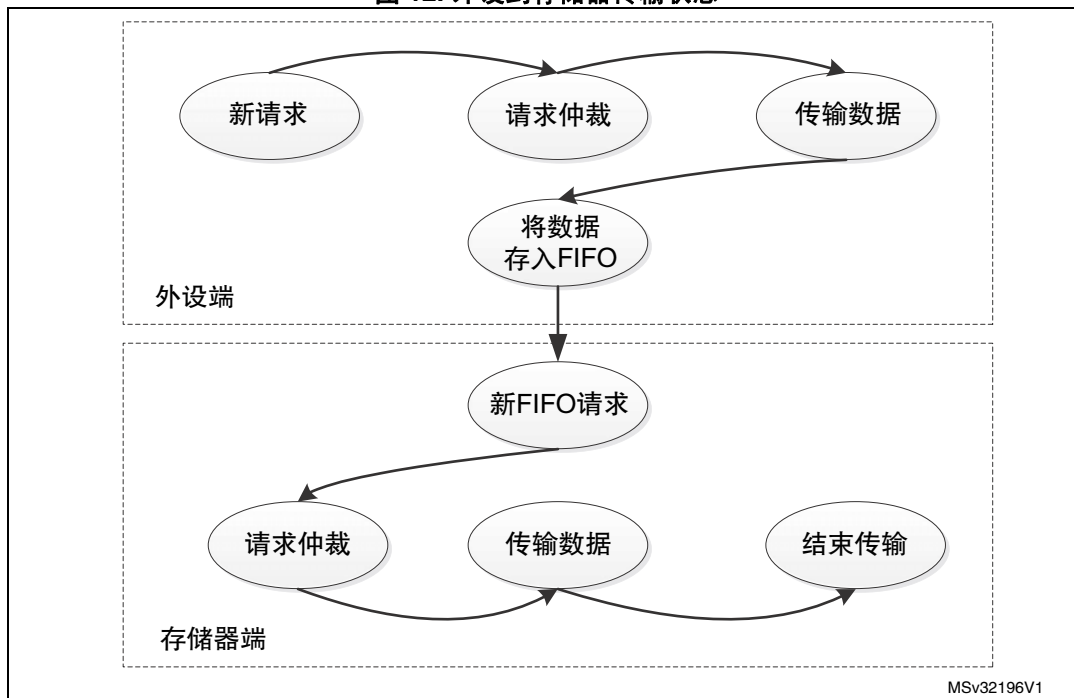 新请求
请求仲裁
传输数据
将数据
存入FIFO
外设端
新FIFO请求
请求仲裁
传输数据
结束传输
存储器端
MSv32196V1